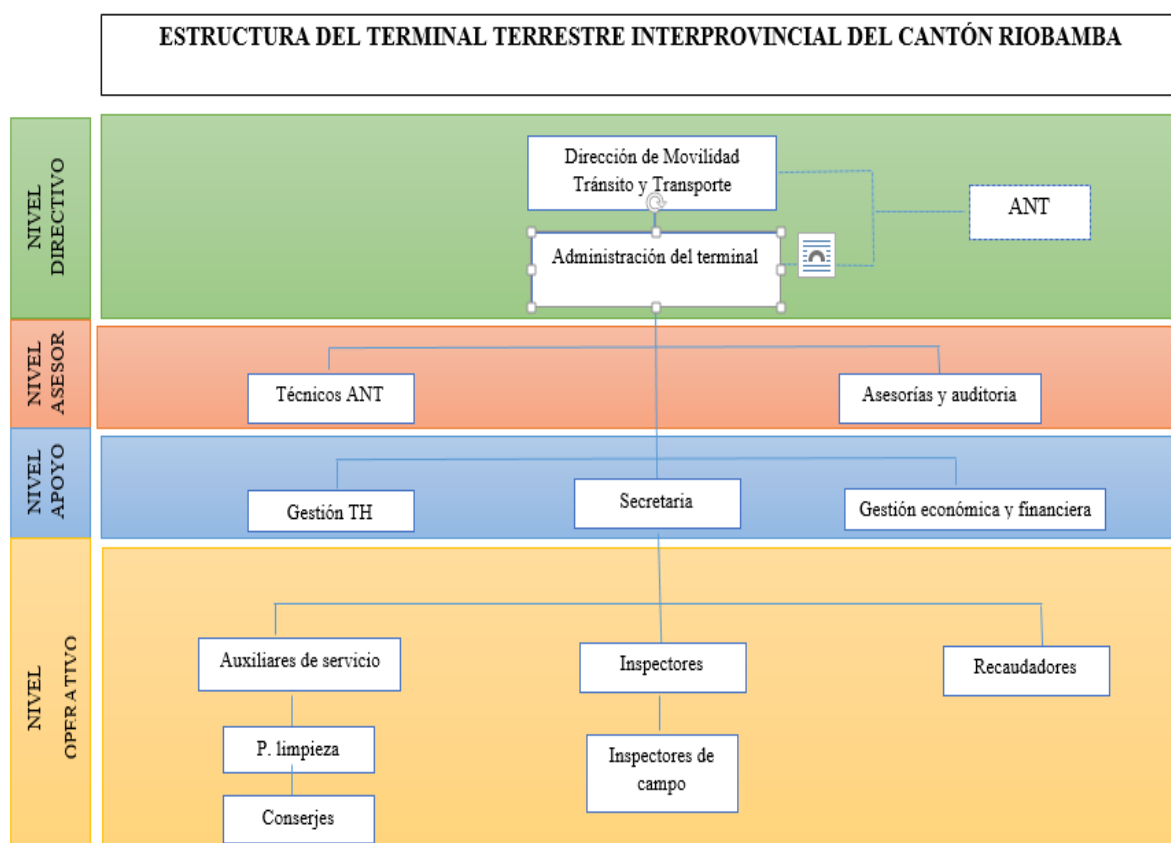 ESTRUCTURA DEL TERMINAL TERRESTRE INTERPROVINCIAL DEL CANTÓN RIOBAMBA
NIVEL
DIRECTIVO
Dirección de Movilidad
Tránsito y Transporte
ANT
Administración del terminal
NIVEL
ASESOR
Técnicos ANT
Asesorías y auditoria
NIVEL
APOYO
Gestión TH
Secretaria
Gestión económica y financiera
NIVEL
OPERATIVO
Auxiliares de servicio
Inspectores
Recaudadores
P. limpieza
Inspectores de
campo
Conserjes